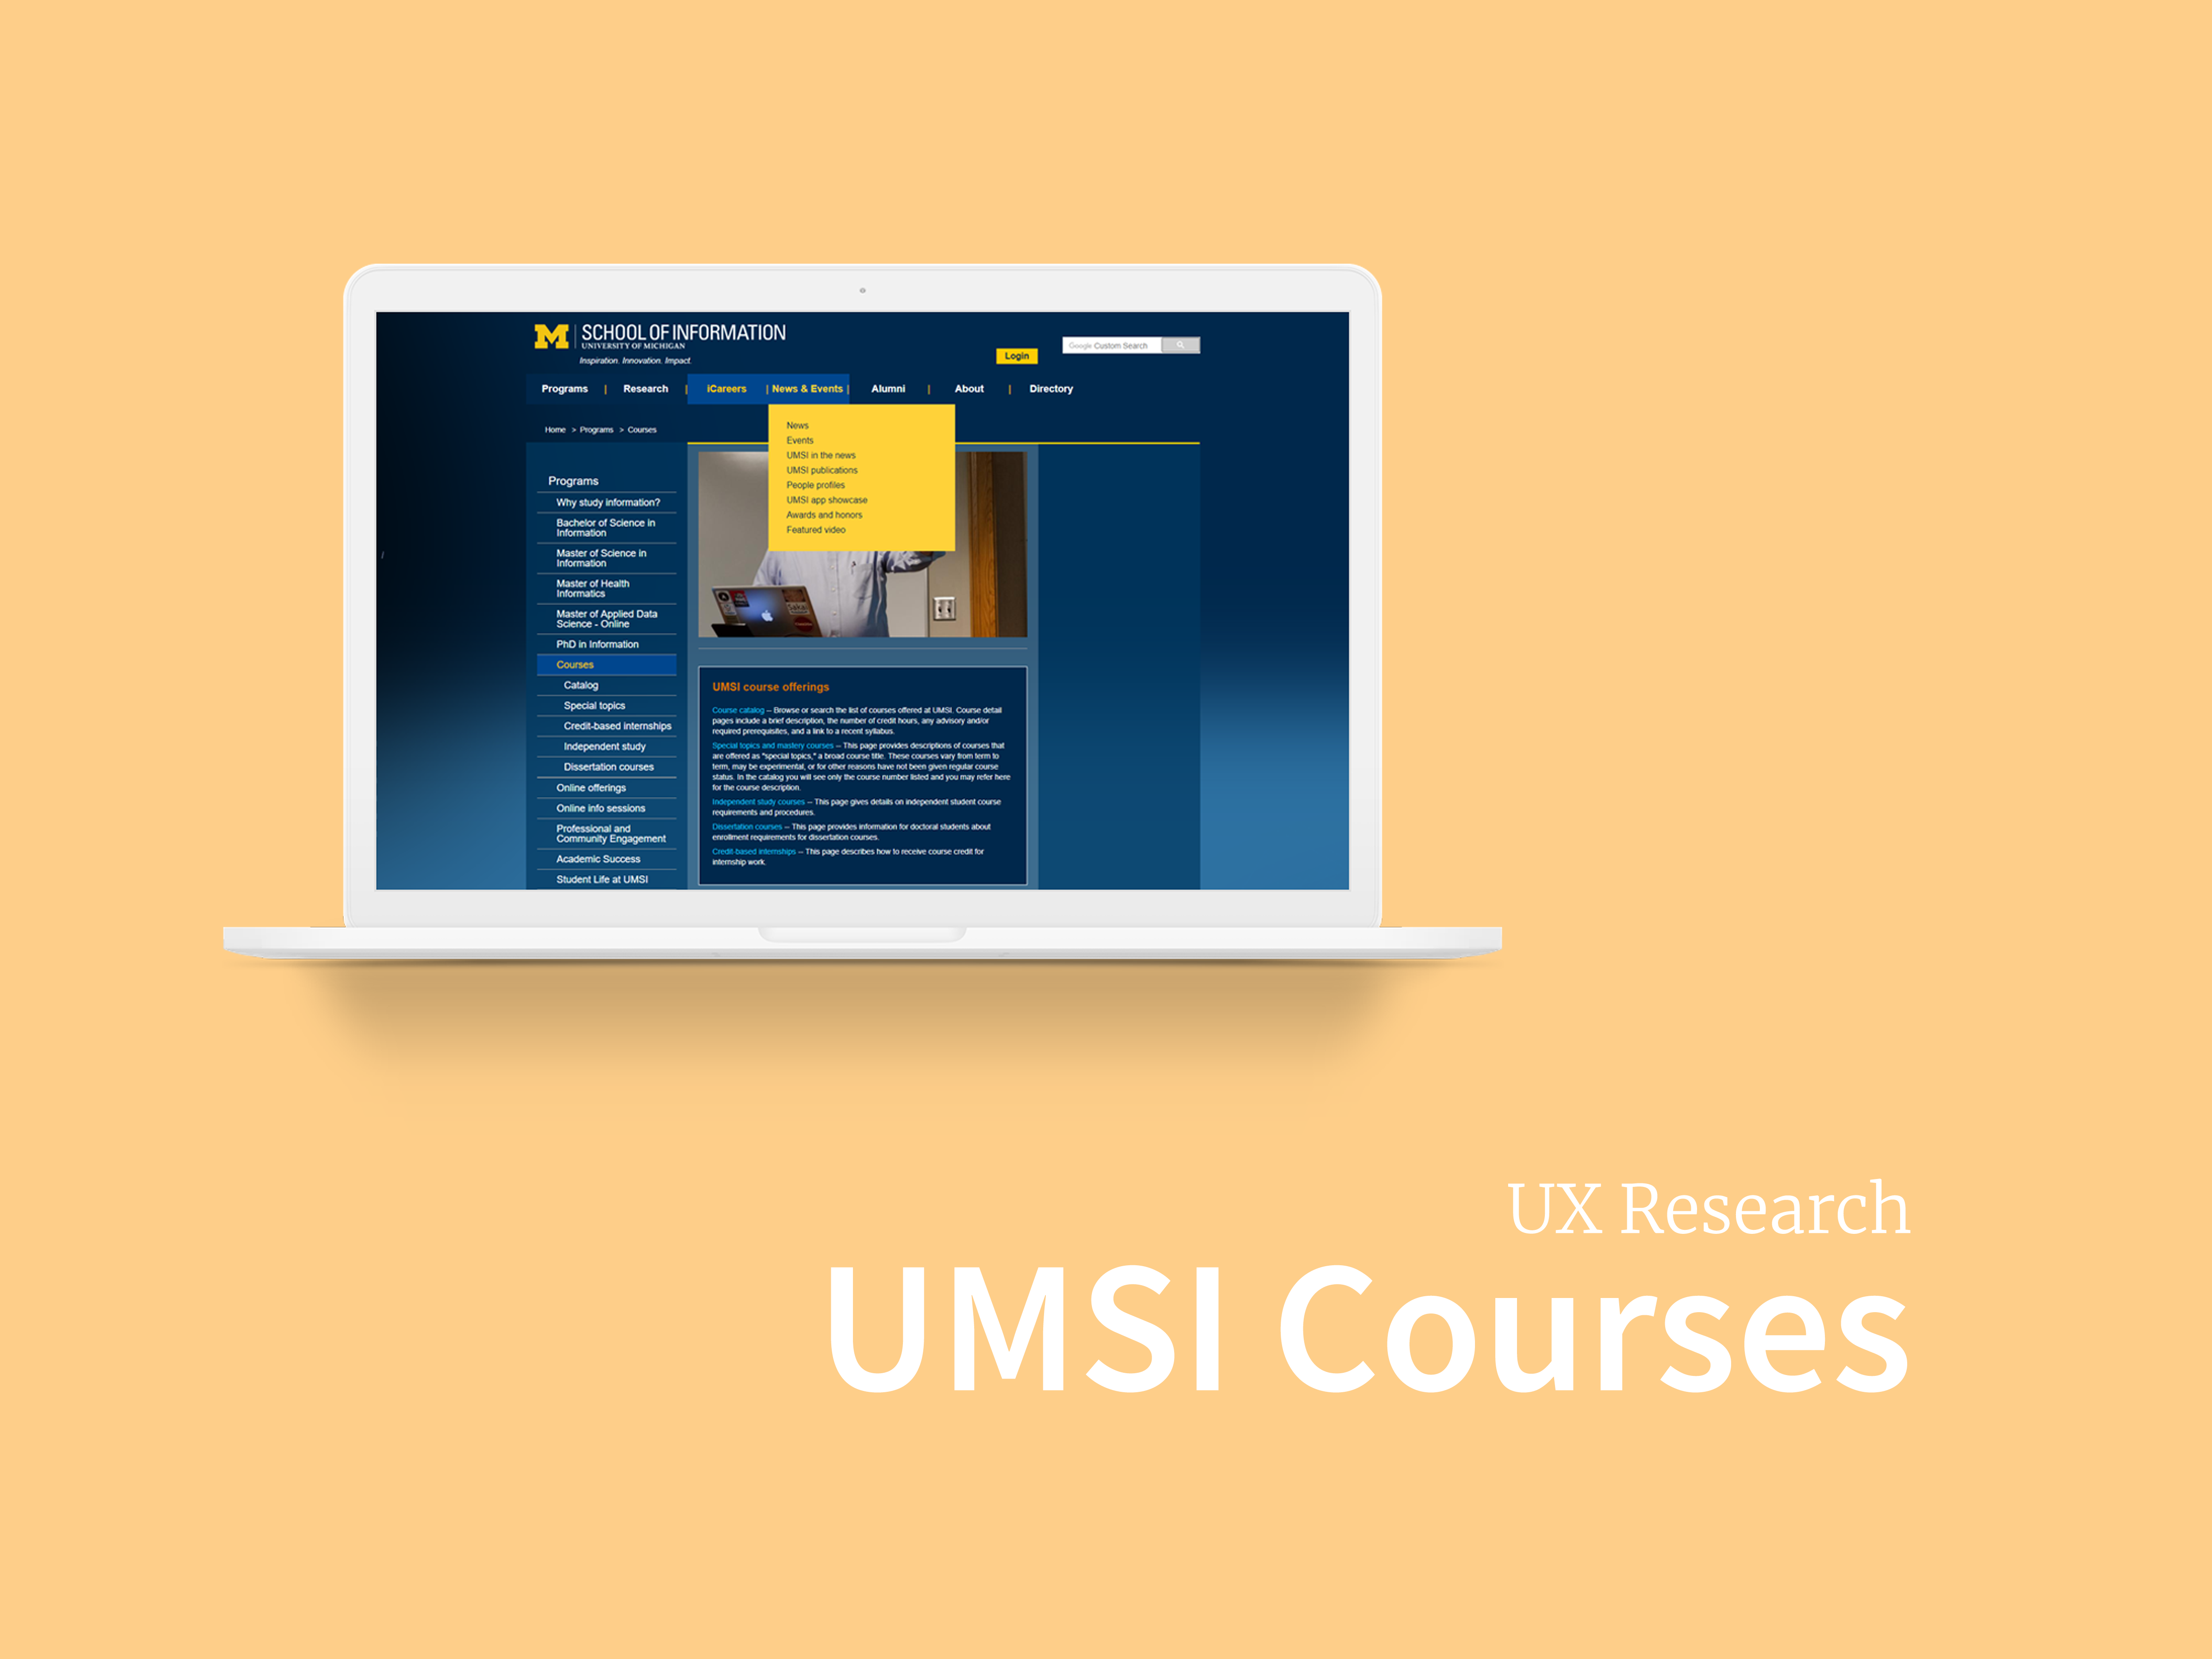 M SCHOOL OF INFORMATION
UNIVERSITY OF MICHIGAN
Inspiration. Innovation. Impact.
Login
Google Custom Search
Programs | Research | iCareers | News & Events | Alumni | About | Directory
Home > Programs > Courses
News
Events
UMSI in the news
UMSI publications
People profiles
UMSI app showcase
Awards and honors
Featured video
Programs
Why study information?
Bachelor of Science in
Information
Master of Science in
Information
Master of Health
Informatics
Master of Applied Data
Science - Online
PhD in Information
Courses
Catalog
Special topics
Credit-based internships
Independent study
Dissertation courses
Online offerings
Online info sessions
Professional and
Community Engagement
Academic Success
Student Life at UMSI
Sakai
UMSI course offerings
Course catalog -- Browse or search the list of courses offered at UMSI. Course detail
pages include a brief description, the number of credit hours, any advisory and/or
required prerequisites, and a link to a recent syllabus.
Special topics and mastery courses -- This page provides descriptions of courses that
are offered as "special topics," a broad course title. These courses vary from term to
term, may be experimental, or for other reasons have not been given regular course
status. In the catalog you will see only the course number listed and you may refer here
for the course description.
Independent study courses -- This page gives details on independent student course
requirements and procedures.
Dissertation courses -- This page provides information for doctoral students about
enrollment requirements for dissertation courses.
Credit-based internships -- This page describes how to receive course credit for
internship work.
UX Research
UMSI Courses